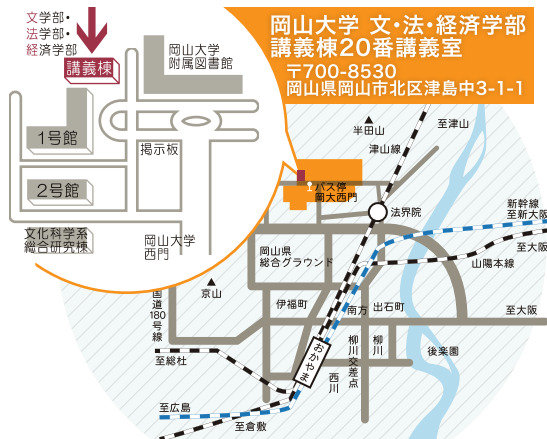 岡山大学 文・法・経済学部
講義棟20番講義室
〒700-8530
岡山県岡山市北区津島中3-1-1
文学部・
法学部・
経済学部
講義棟
岡山大学
附属図書館
1号館
掲示板
2号館
文化科学系
総合研究棟
岡山大学
西門
半田山
至津山
津山線
バス停
岡大西門
法界院
新幹線
至新大阪
至大阪
山陽本線
岡山県
総合グラウンド
京山
国道180号線
伊福町
南方
出石町
至大阪
至総社
おかやま
柳川交差点
柳川
後楽園
西川
至広島
至倉敷